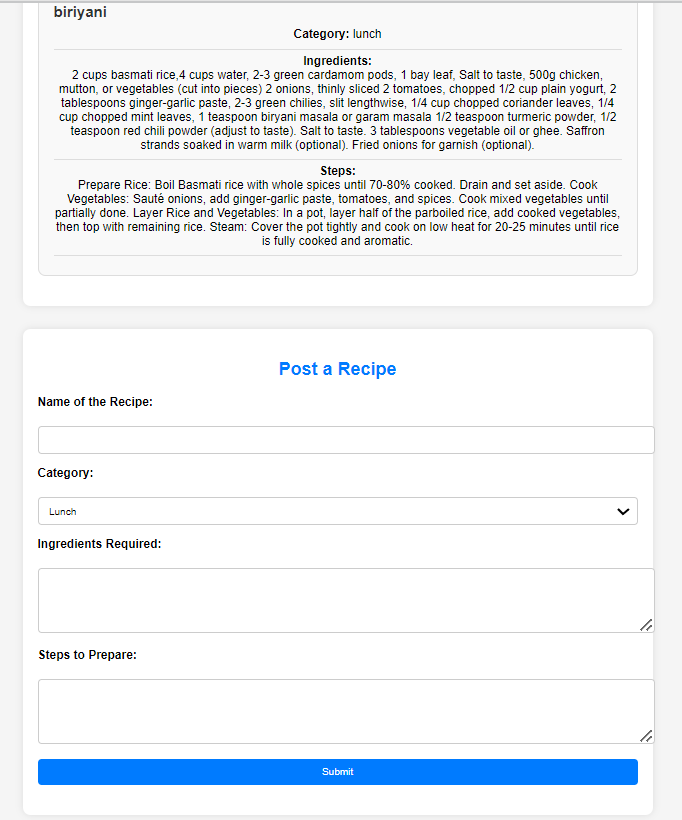 biriyani
Category: lunch
Ingredients:
2 cups basmati rice,4 cups water, 2-3 green cardamom pods, 1 bay leaf, Salt to taste, 500g chicken,
mutton, or vegetables (cut into pieces) 2 onions, thinly sliced 2 tomatoes, chopped 1/2 cup plain yogurt, 2
tablespoons ginger-garlic paste, 2-3 green chilies, slit lengthwise, 1/4 cup chopped coriander leaves, 1/4
cup chopped mint leaves, 1 teaspoon biryani masala or garam masala 1/2 teaspoon turmeric powder, 1/2
teaspoon red chili powder (adjust to taste). Salt to taste. 3 tablespoons vegetable oil or ghee. Saffron
strands soaked in warm milk (optional). Fried onions for garnish (optional).
Steps:
Prepare Rice: Boil Basmati rice with whole spices until 70-80% cooked. Drain and set aside. Cook
Vegetables: Sauté onions, add ginger-garlic paste, tomatoes, and spices. Cook mixed vegetables until
partially done. Layer Rice and Vegetables: In a pot, layer half of the parboiled rice, add cooked vegetables,
then top with remaining rice. Steam: Cover the pot tightly and cook on low heat for 20-25 minutes until rice
is fully cooked and aromatic.
Post a Recipe
Name of the Recipe:
Category:
Lunch
Ingredients Required:
Steps to Prepare:
Submit